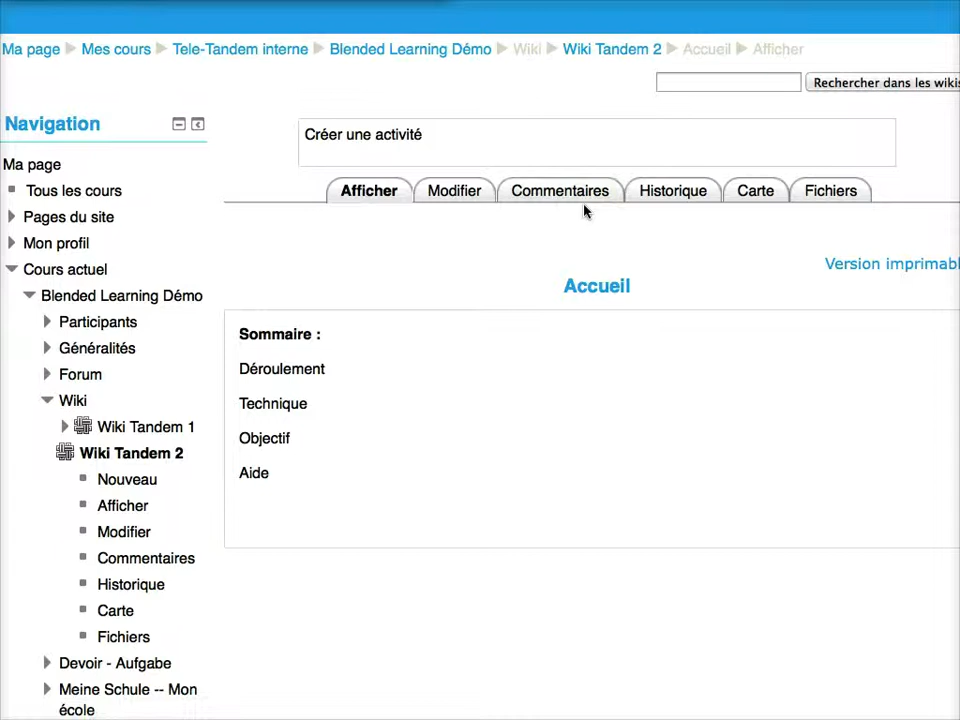 Ma page Mes cours Tele-Tandem interne Blended Learning Démo Wiki Wiki Tandem 2 Accueil Afficher
Rechercher dans les wikis
Navigation
Ma page
Tous les cours
Pages du site
Mon profil
Cours actuel
Blended Learning Démo
Participants
Généralités
Forum
Wiki
Wiki Tandem 1
Wiki Tandem 2
Nouveau
Afficher
Modifier
Commentaires
Historique
Carte
Fichiers
Devoir - Aufgabe
Meine Schule -- Mon
école
Créer une activité
Afficher Modifier Commentaires Historique Carte Fichiers
Version imprimabl
Accueil
Sommaire :
Déroulement
Technique
Objectif
Aide